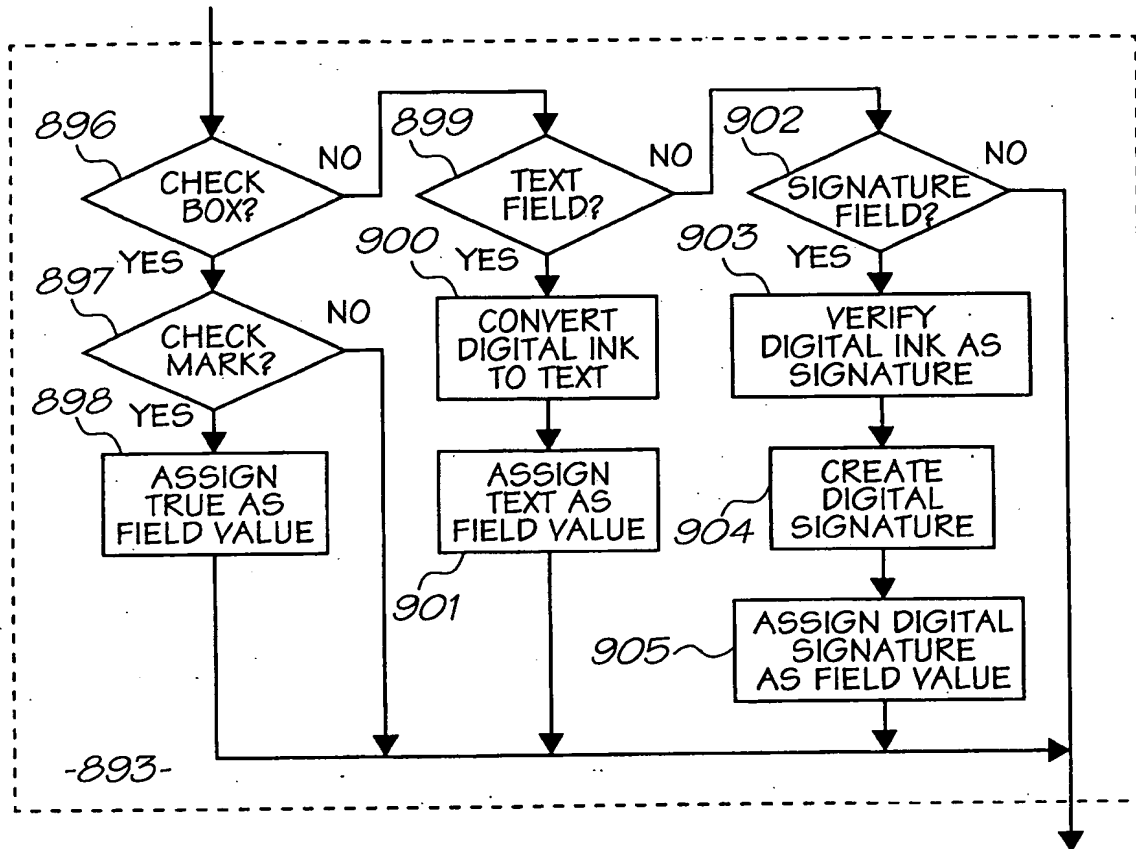 896
CHECK
BOX?
NO
YES
897
CHECK
MARK?
NO
YES
898
ASSIGN
TRUE AS
FIELD VALUE
899
TEXT
FIELD?
NO
900
YES
CONVERT
DIGITAL INK
TO TEXT
ASSIGN
TEXT AS
FIELD VALUE
901
902
SIGNATURE
FIELD?
NO
903
YES
VERIFY
DIGITAL INK AS
SIGNATURE
CREATE
DIGITAL
SIGNATURE
904
ASSIGN DIGITAL
SIGNATURE
AS FIELD VALUE
905
-893-